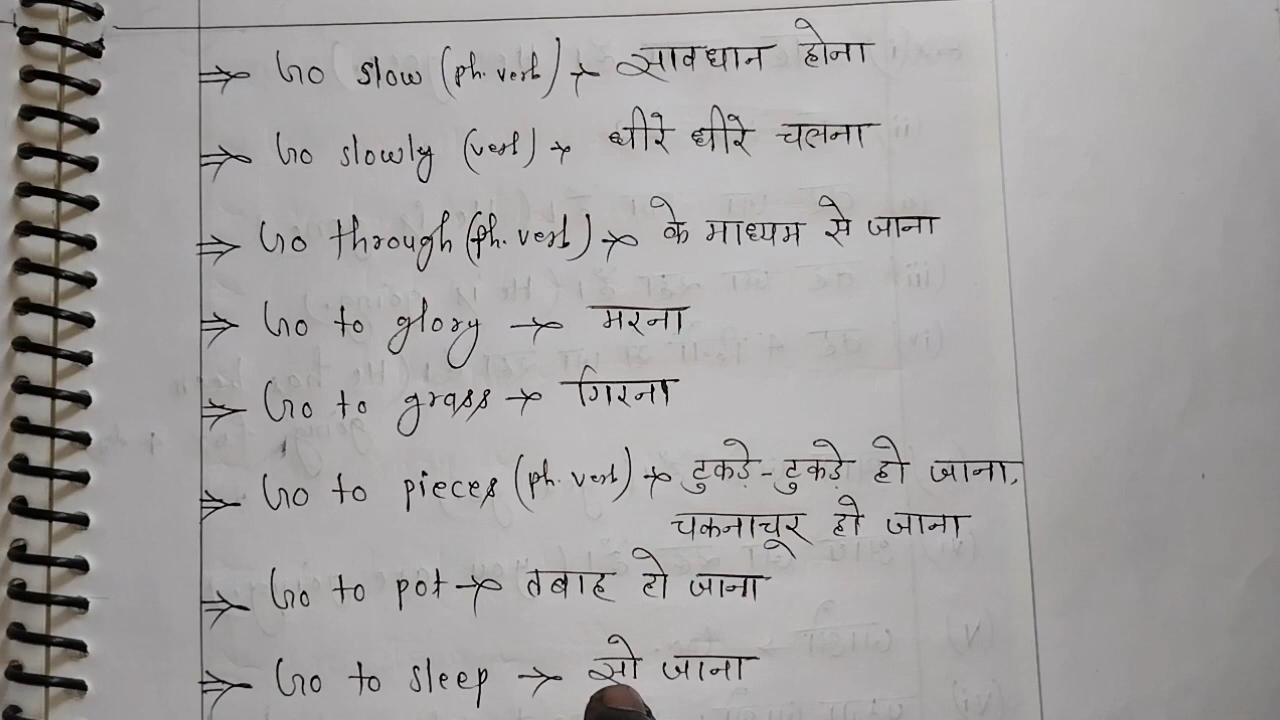 ⇒ Go slow (ph. verb) → सावधान होना
⇒ Go slowly (verb) → धीरे धीरे चलना
⇒ Go through (ph. verb) → के माध्यम से जाना
⇒ Go to glory → मरना
⇒ Go to grass → गिरना
⇒ Go to pieces (ph. verb) → टुकड़े-टुकड़े हो जाना,
चकनाचूर हो जाना
⇒ Go to pot → तबाह हो जाना
⇒ Go to sleep → सो जाना